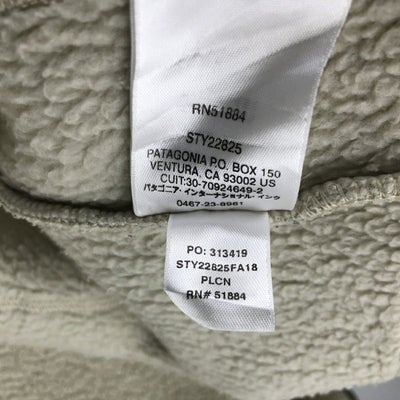 RN51884
STY22825
PATAGONIA P.O. BOX 150
VENTURA, CA 93002 US
CUIT:30-70924649-2
パタゴニア・インターナショナル・インク
0467-23-8961
PO: 313419
STY22825FA18
PLCN
RN# 51884